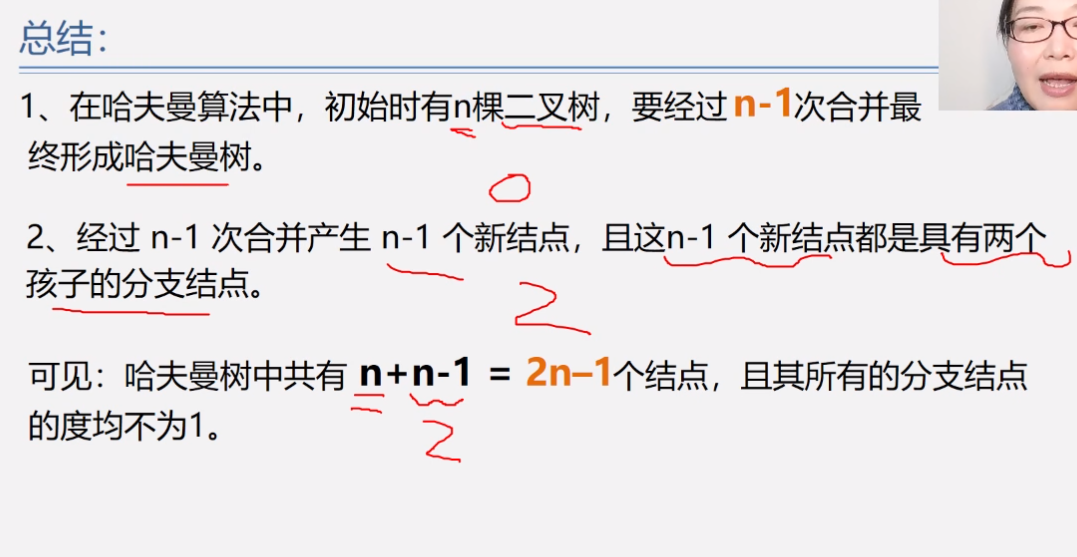 总结：
1、在哈夫曼算法中，初始时有n棵二叉树，要经过 n-1次合并最
终形成哈夫曼树。
0
2、经过 n-1 次合并产生 n-1 个新结点，且这n-1 个新结点都是具有两个
孩子的分支结点。
2
可见：哈夫曼树中共有 n+n-1 = 2n–1个结点，且其所有的分支结点
的度均不为1。
2